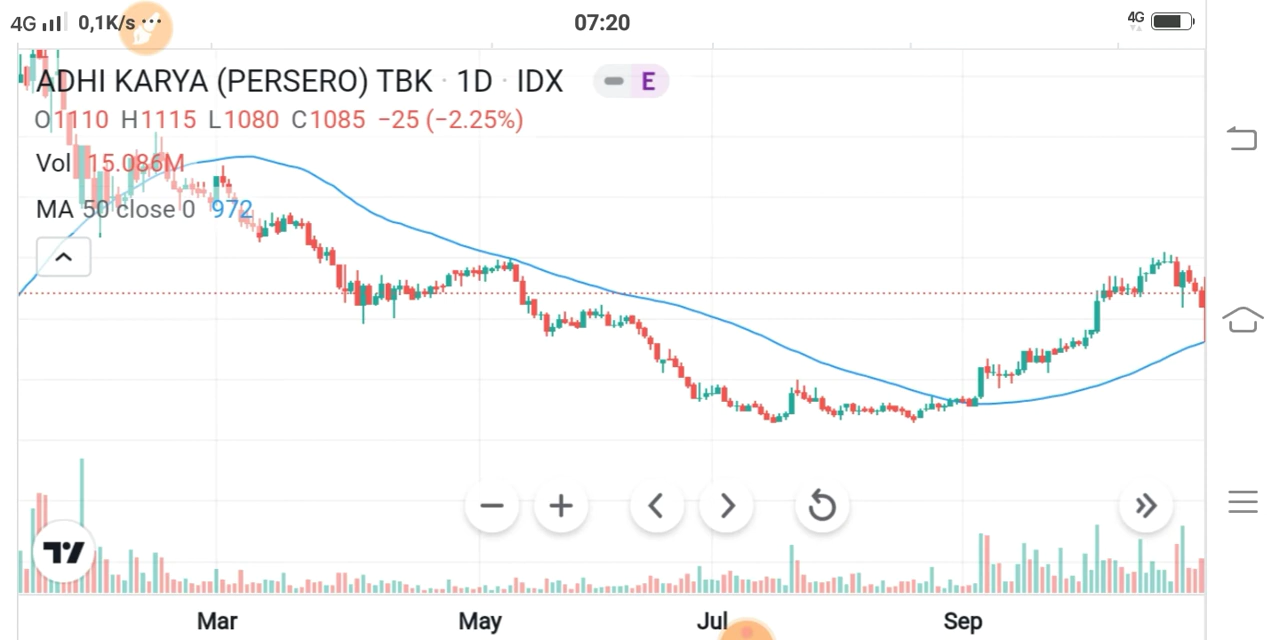 4G 0,1K/s ... 07:20 4G
ADHI KARYA (PERSERO) TBK · 1D · IDX E
O1110 H1115 L1080 C1085 −25 (−2.25%)
Vol 15.086M
MA 50 close 0 972
Mar May Jul Sep